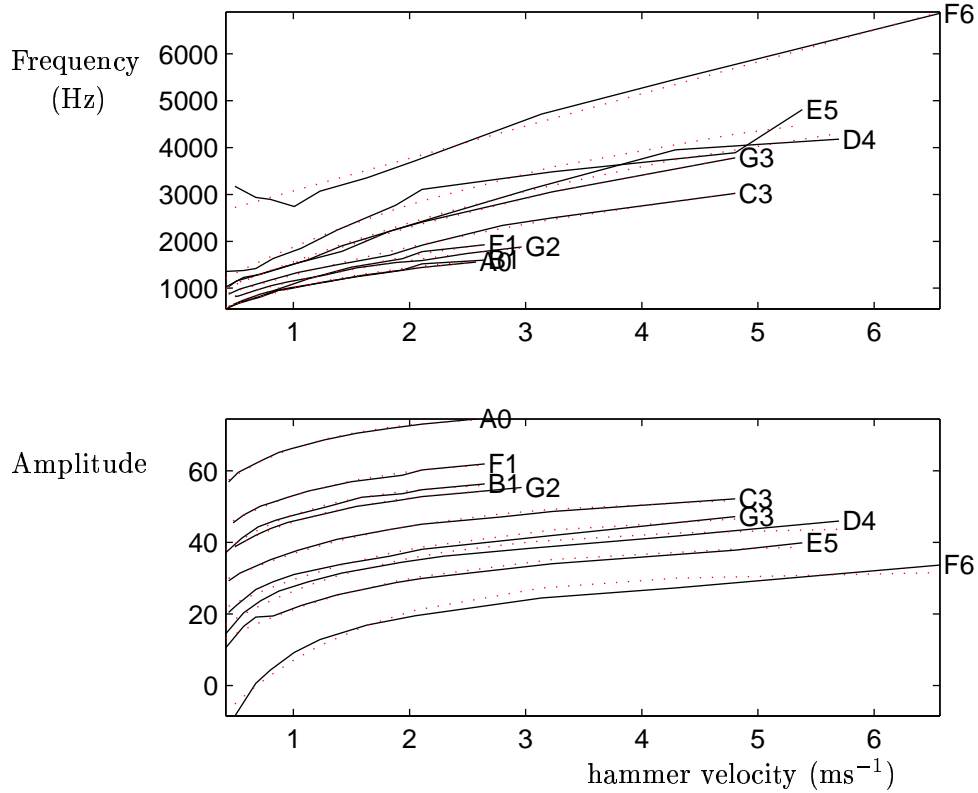 F6
6000
Frequency
(Hz)
5000
E5
4000
D4
G3
3000
C3
2000
F1
G2
B1
A0
1000
1 2 3 4 5 6
A0
Amplitude
60
F1
B1
G2
C3
G3
D4
40
E5
F6
20
0
1 2 3 4 5 6
hammer velocity (ms⁻¹)